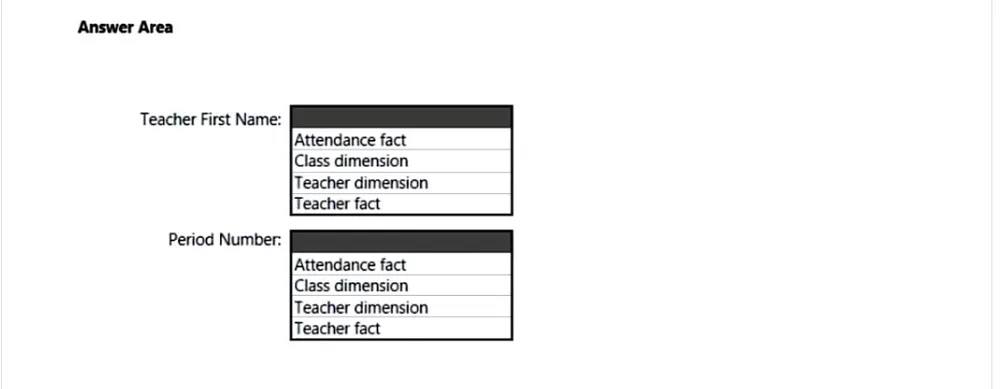 Answer Area
Teacher First Name:
Attendance fact
Class dimension
Teacher dimension
Teacher fact
Period Number:
Attendance fact
Class dimension
Teacher dimension
Teacher fact